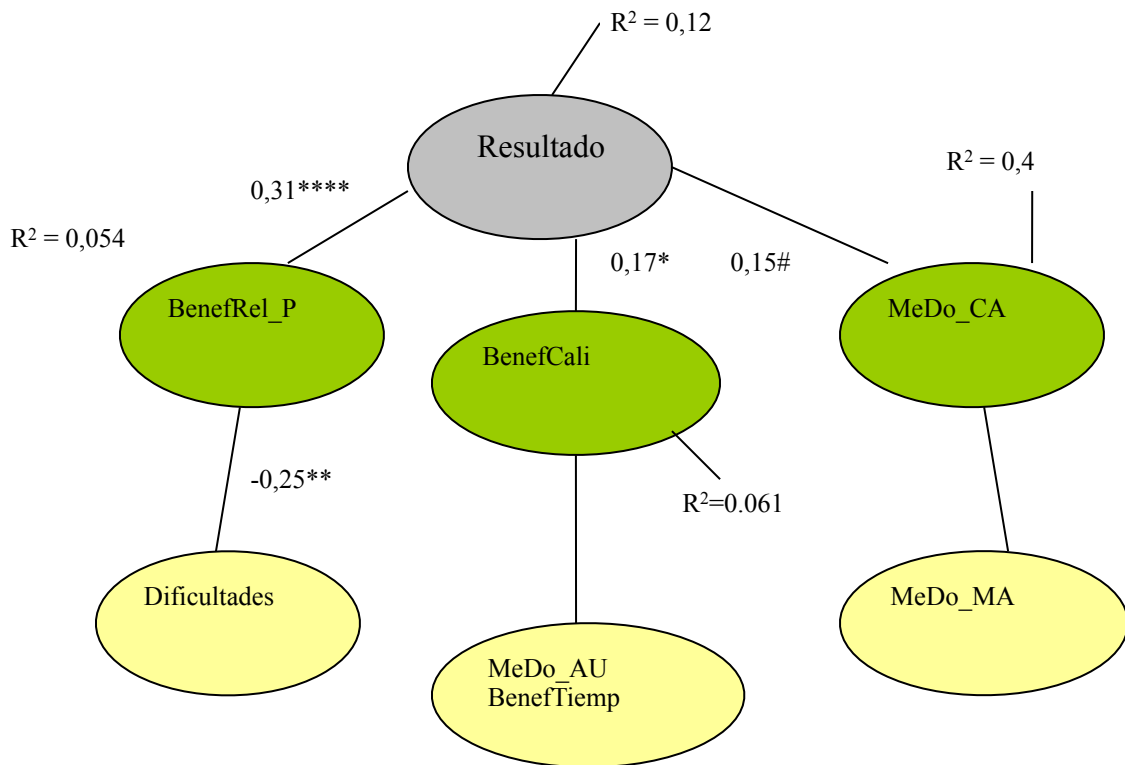 R² = 0,12
Resultado
R² = 0,4
0,31****
R² = 0,054
0,17*
0,15#
BenefRel_P
MeDo_CA
BenefCali
-0,25**
R²=0.061
Dificultades
MeDo_MA
MeDo_AU
BenefTiemp